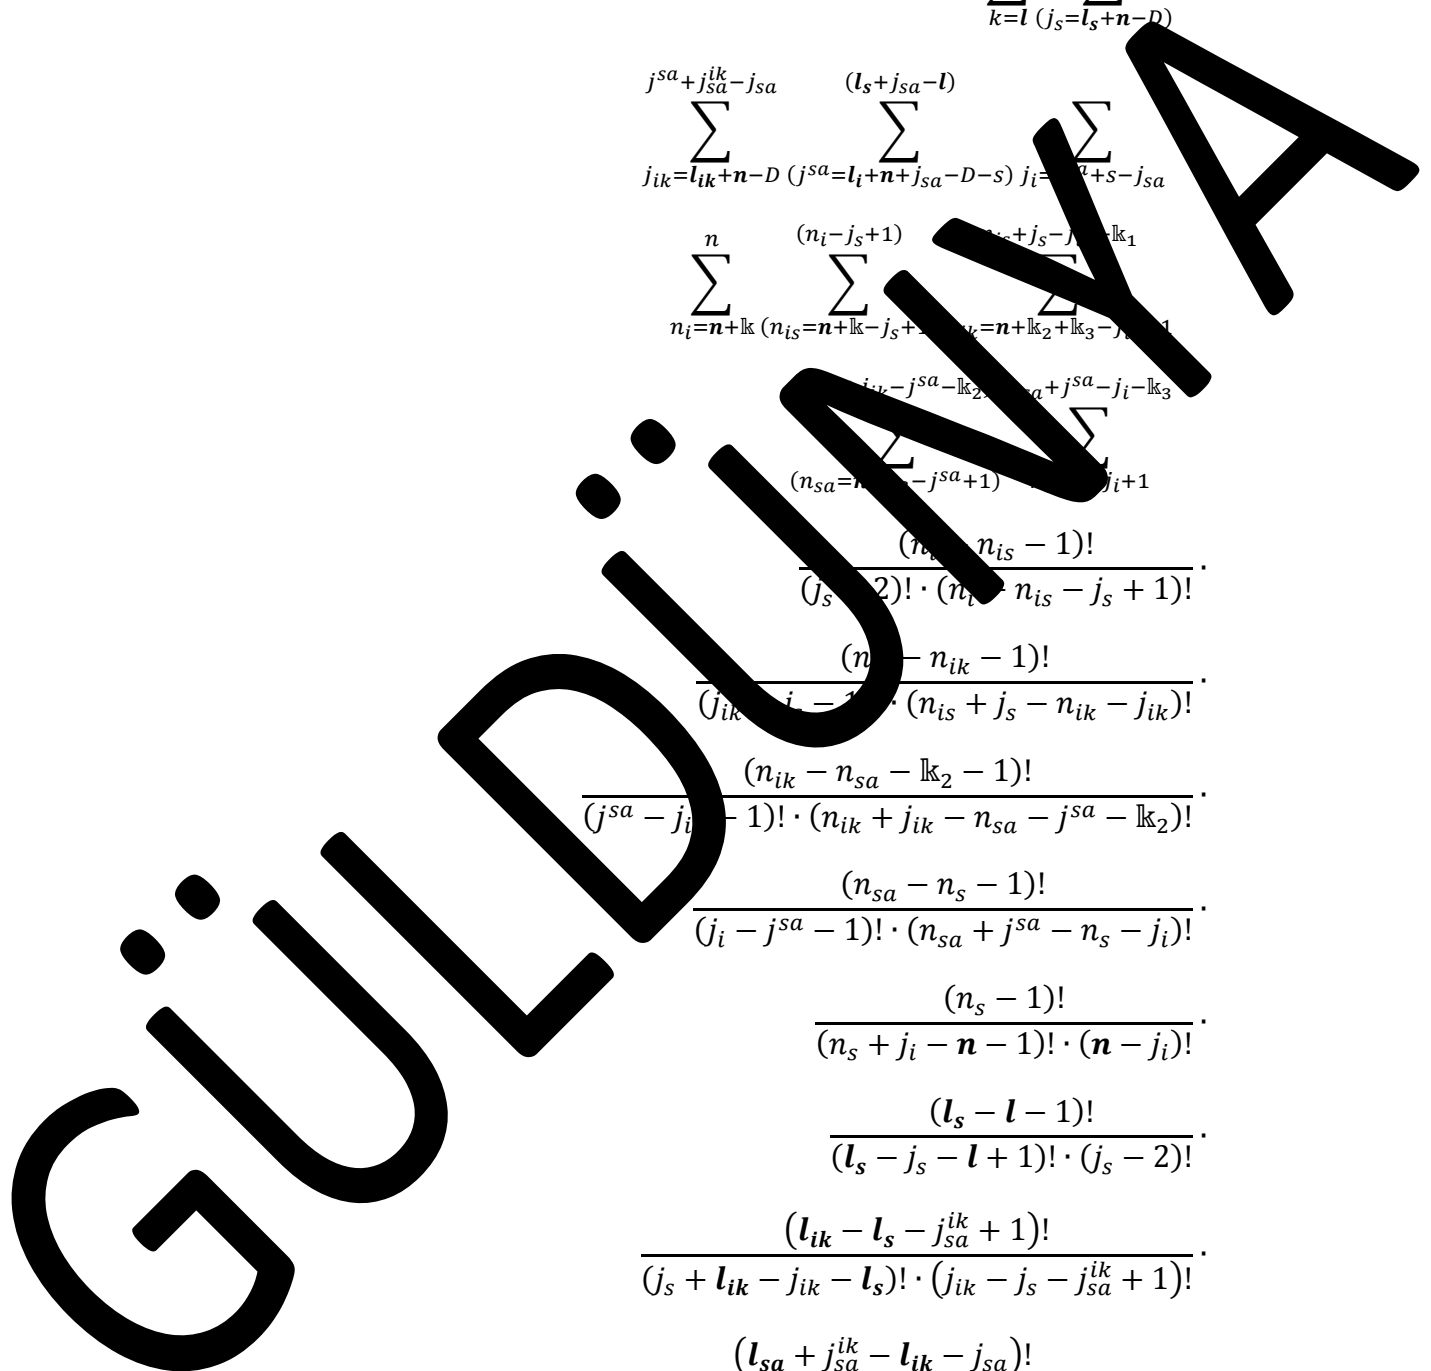 k=l (j_s=l_s+n−D)
j^{sa}+j_{sa}^{ik}−j_{sa} (l_s+j_{sa}−l)
∑ ∑ ∑
j_{ik}=l_{ik}+n−D (j^{sa}=l_i+n+j_{sa}−D−s) j_i= +s−j_{sa}
n (n_i−j_s+1) +j_s− 𝕜_1
∑ ∑ ∑
n_i=n+𝕜 (n_{is}=n+𝕜−j_s+ =n+𝕜_2+𝕜_3−
−j^{sa}−𝕜_2 +j^{sa}−j_i−𝕜_3
∑ ∑
(n_{sa}= −j^{sa}+1) j_i+1
( n_{is} − 1)!
(j_s 2)! · (n_i n_{is} − j_s + 1)! ·
(n − n_{ik} − 1)!
(j_{ik} · (n_{is} + j_s − n_{ik} − j_{ik})! ·
(n_{ik} − n_{sa} − 𝕜_2 − 1)!
(j^{sa} − j − 1)! · (n_{ik} + j_{ik} − n_{sa} − j^{sa} − 𝕜_2)! ·
(n_{sa} − n_s − 1)!
(j_i − j^{sa} − 1)! · (n_{sa} + j^{sa} − n_s − j_i)! ·
(n_s − 1)!
(n_s + j_i − n − 1)! · (n − j_i)! ·
(l_s − l − 1)!
(l_s − j_s − l + 1)! · (j_s − 2)! ·
(l_{ik} − l_s − j_{sa}^{ik} + 1)!
(j_s + l_{ik} − j_{ik} − l_s)! · (j_{ik} − j_s − j_{sa}^{ik} + 1)! ·
(l_{sa} + j_{sa}^{ik} − l_{ik} − j_{sa})!
GÜLDÜNYA